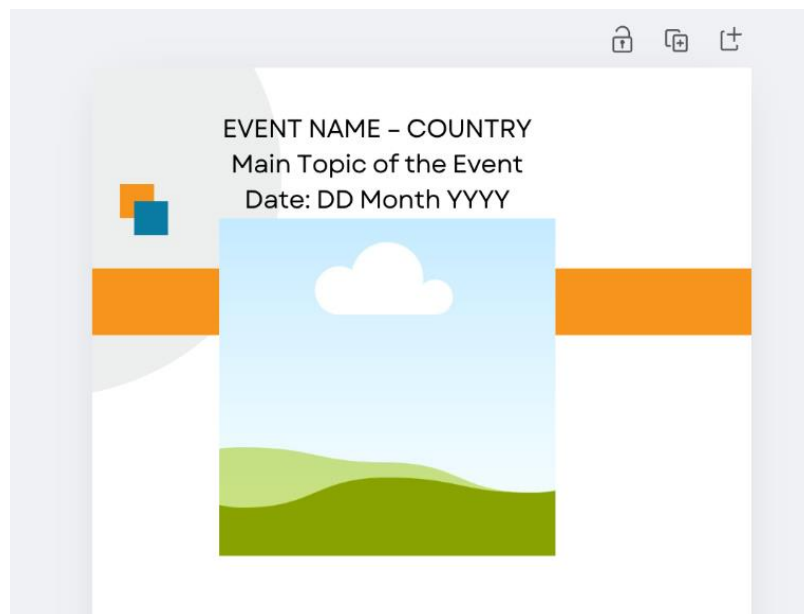 EVENT NAME – COUNTRY
Main Topic of the Event
Date: DD Month YYYY